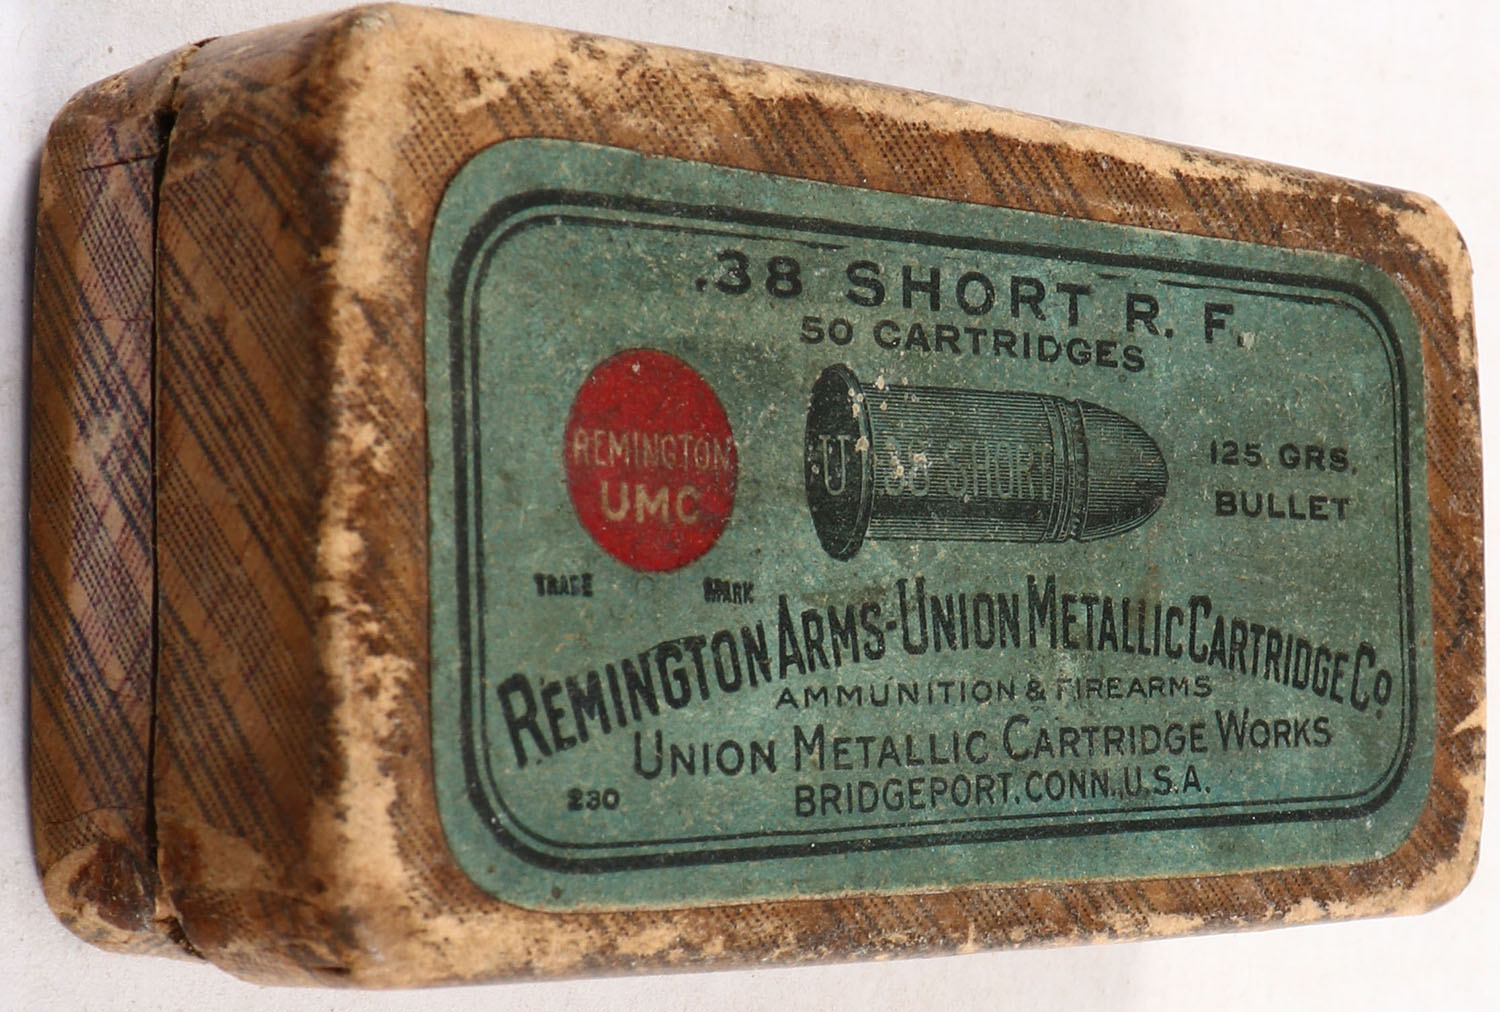 .38 SHORT R. F.
50 CARTRIDGES
REMINGTON
UMC
TRADE MARK
U
38 SHORT
125 GRS.
BULLET
REMINGTON ARMS-UNION METALLIC CARTRIDGE CO
AMMUNITION & FIREARMS
UNION METALLIC CARTRIDGE WORKS
230
BRIDGEPORT, CONN., U.S.A.